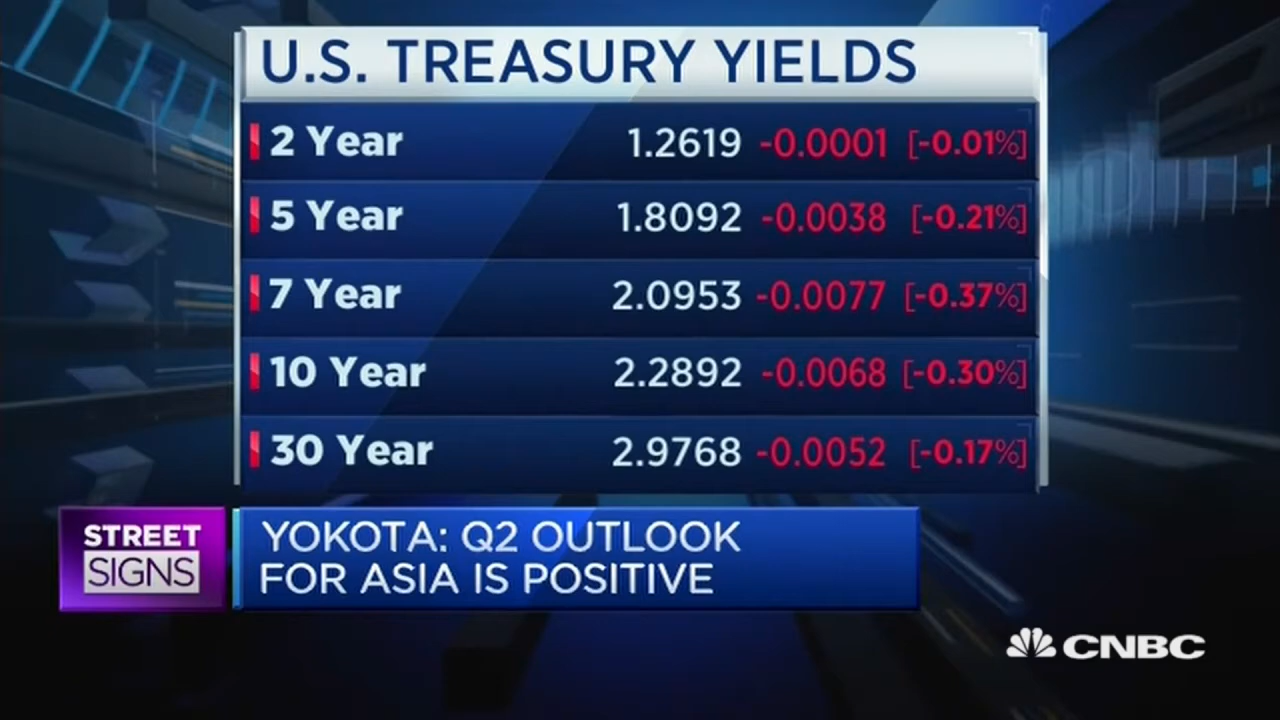 U.S. TREASURY YIELDS
2 Year 1.2619 -0.0001 [-0.01%]
5 Year 1.8092 -0.0038 [-0.21%]
7 Year 2.0953 -0.0077 [-0.37%]
10 Year 2.2892 -0.0068 [-0.30%]
30 Year 2.9768 -0.0052 [-0.17%]
STREET
SIGNS
YOKOTA: Q2 OUTLOOK
FOR ASIA IS POSITIVE
CNBC